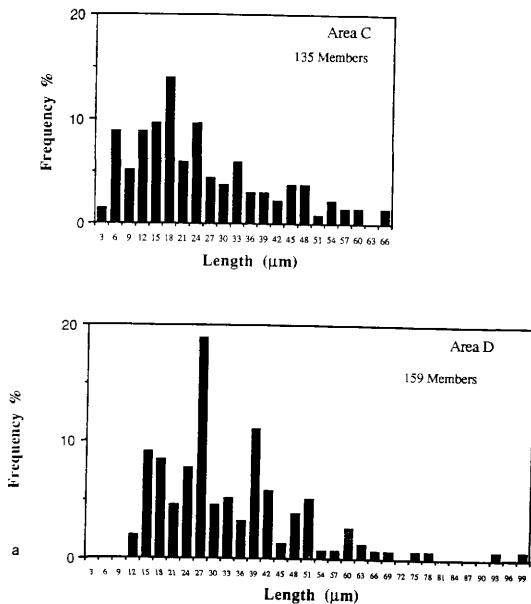 20
Area C
135 Members
Frequency %
10
0
3 6 9 12 15 18 21 24 27 30 33 36 39 42 45 48 51 54 57 60 63 66
Length (μm)
20
Area D
159 Members
Frequency %
10
a
0
3 6 9 12 15 18 21 24 27 30 33 36 39 42 45 48 51 54 57 60 63 66 69 72 75 78 81 84 87 90 93 96 99
Length (μm)